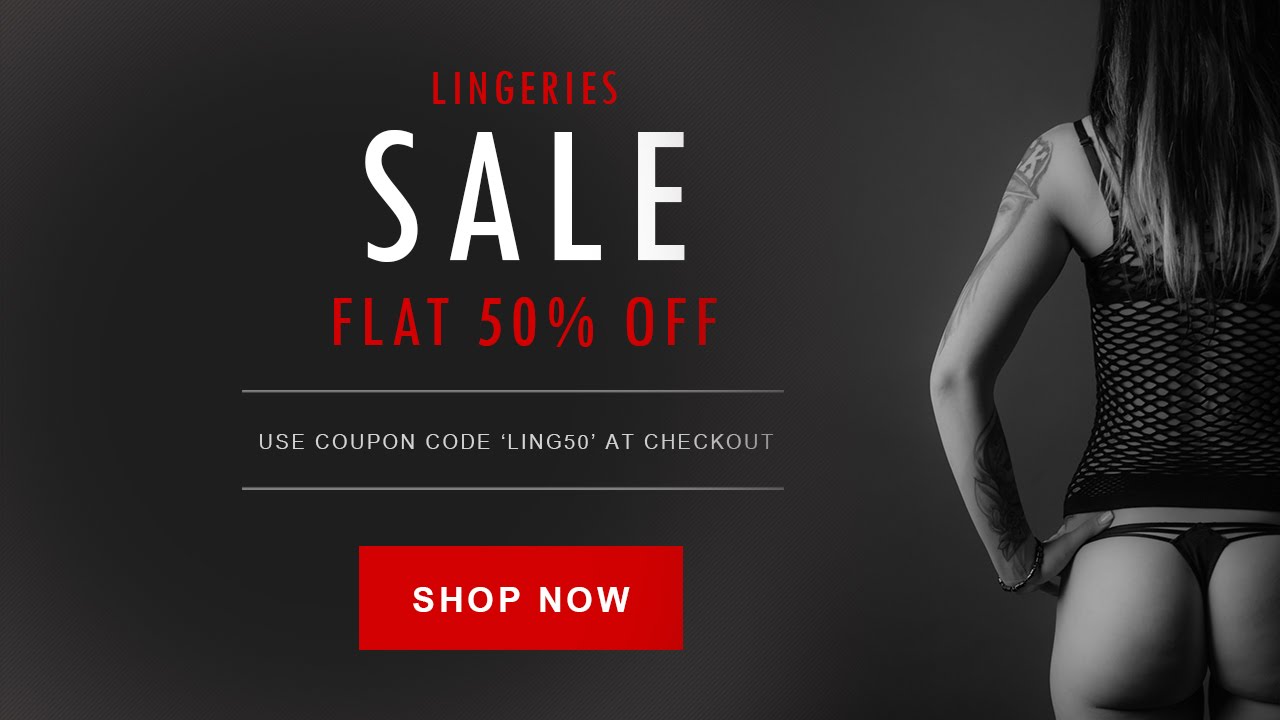 LINGERIES
SALE
FLAT 50% OFF
USE COUPON CODE ‘LING50’ AT CHECKOUT
SHOP NOW